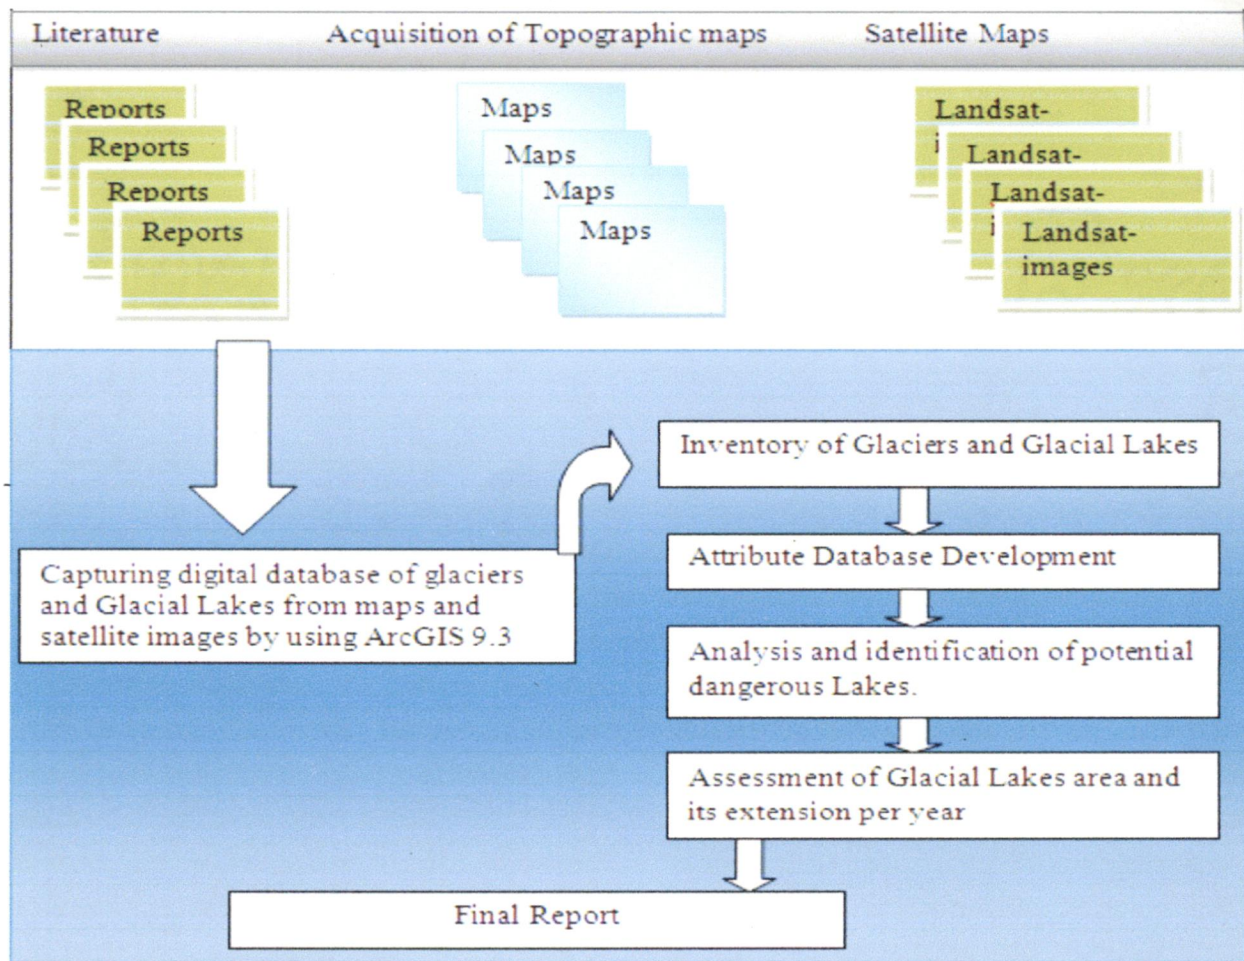 Literature Acquisition of Topographic maps Satellite Maps
Reports
Reports
Reports
Reports
Maps
Maps
Maps
Maps
Landsat-
i
Landsat-
Landsat-
i
Landsat-
images
Capturing digital database of glaciers
and Glacial Lakes from maps and
satellite images by using ArcGIS 9.3
Inventory of Glaciers and Glacial Lakes
Attribute Database Development
Analysis and identification of potential
dangerous Lakes.
Assessment of Glacial Lakes area and
its extension per year
Final Report